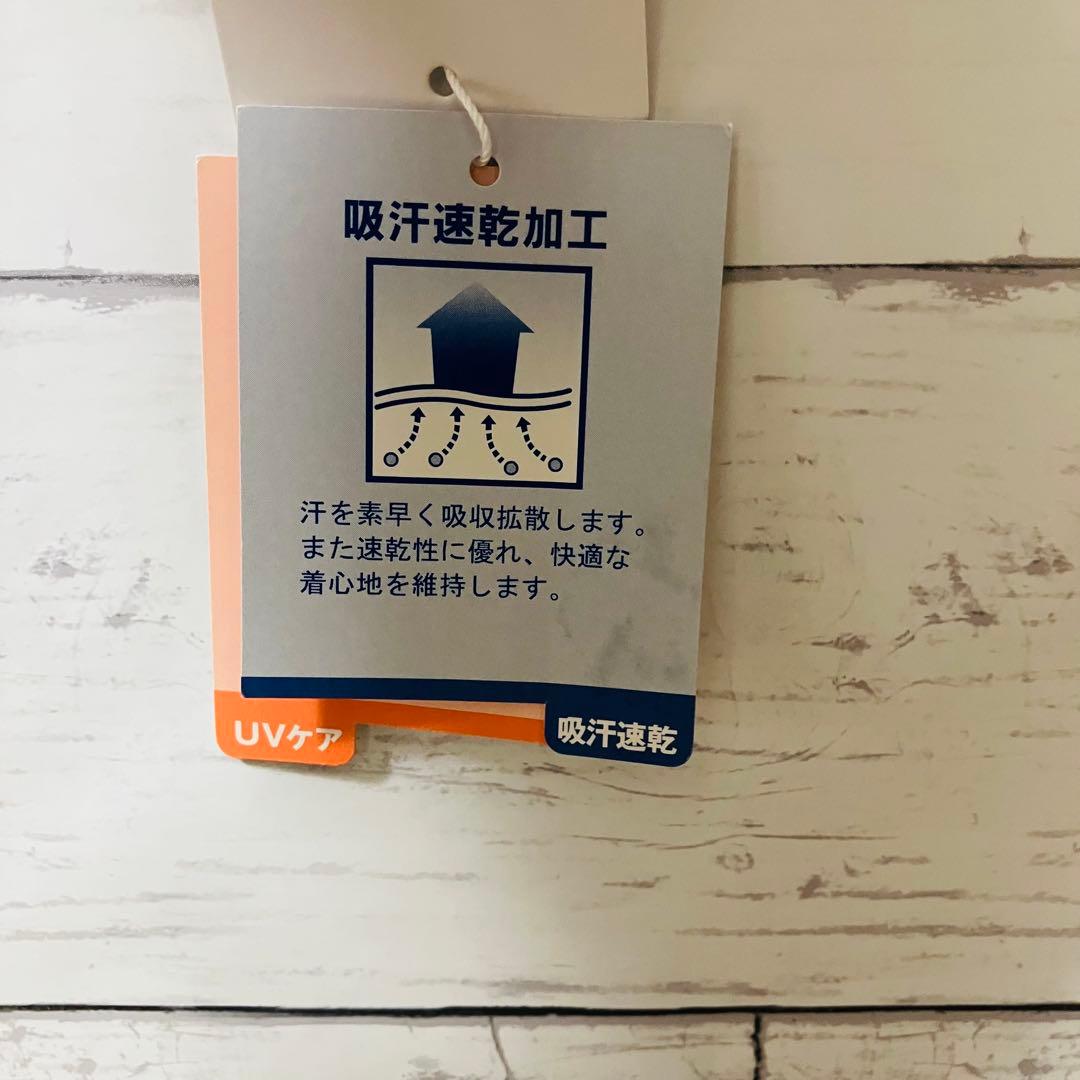 吸汗速乾加工
汗を素早く吸収拡散します。
また速乾性に優れ、快適な
着心地を維持します。
UVケア
吸汗速乾